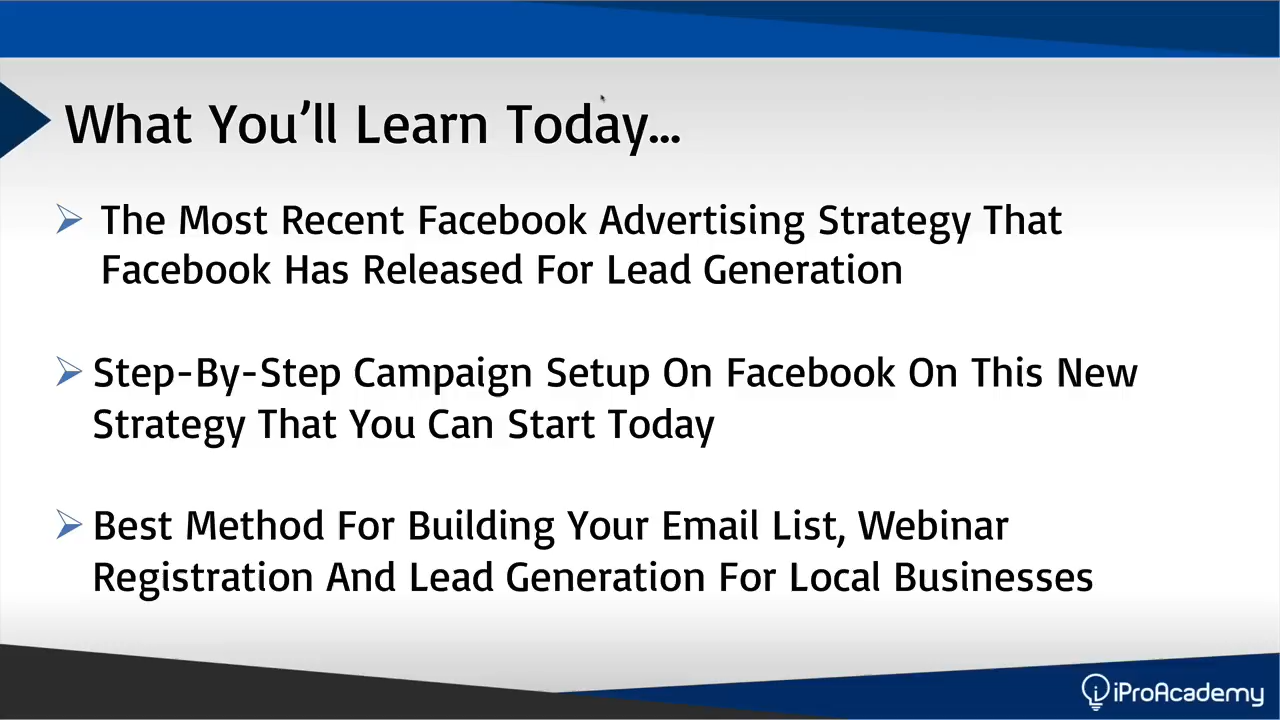 What You’ll Learn Today...
The Most Recent Facebook Advertising Strategy That
Facebook Has Released For Lead Generation
Step-By-Step Campaign Setup On Facebook On This New
Strategy That You Can Start Today
Best Method For Building Your Email List, Webinar
Registration And Lead Generation For Local Businesses
iProAcademy